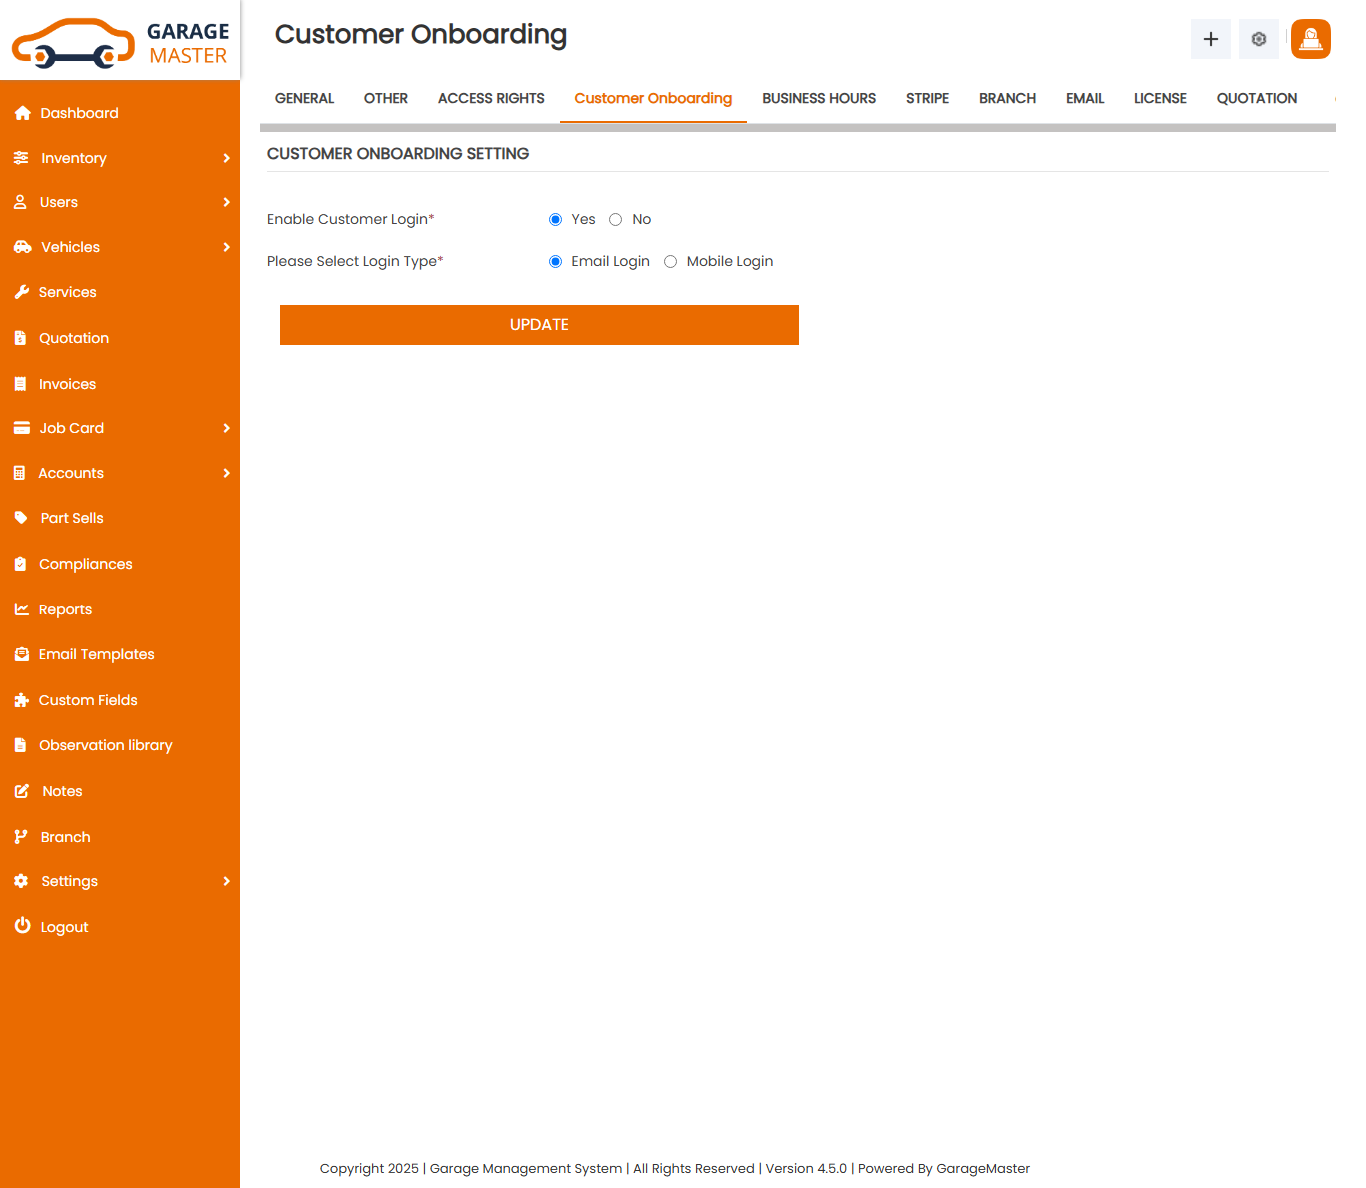 GARAGE
MASTER
Customer Onboarding
GENERAL OTHER ACCESS RIGHTS Customer Onboarding BUSINESS HOURS STRIPE BRANCH EMAIL LICENSE QUOTATION
CUSTOMER ONBOARDING SETTING
Enable Customer Login* Yes No
Please Select Login Type* Email Login Mobile Login
UPDATE
Dashboard
Inventory
Users
Vehicles
Services
Quotation
Invoices
Job Card
Accounts
Part Sells
Compliances
Reports
Email Templates
Custom Fields
Observation library
Notes
Branch
Settings
Logout
Copyright 2025 | Garage Management System | All Rights Reserved | Version 4.5.0 | Powered By GarageMaster